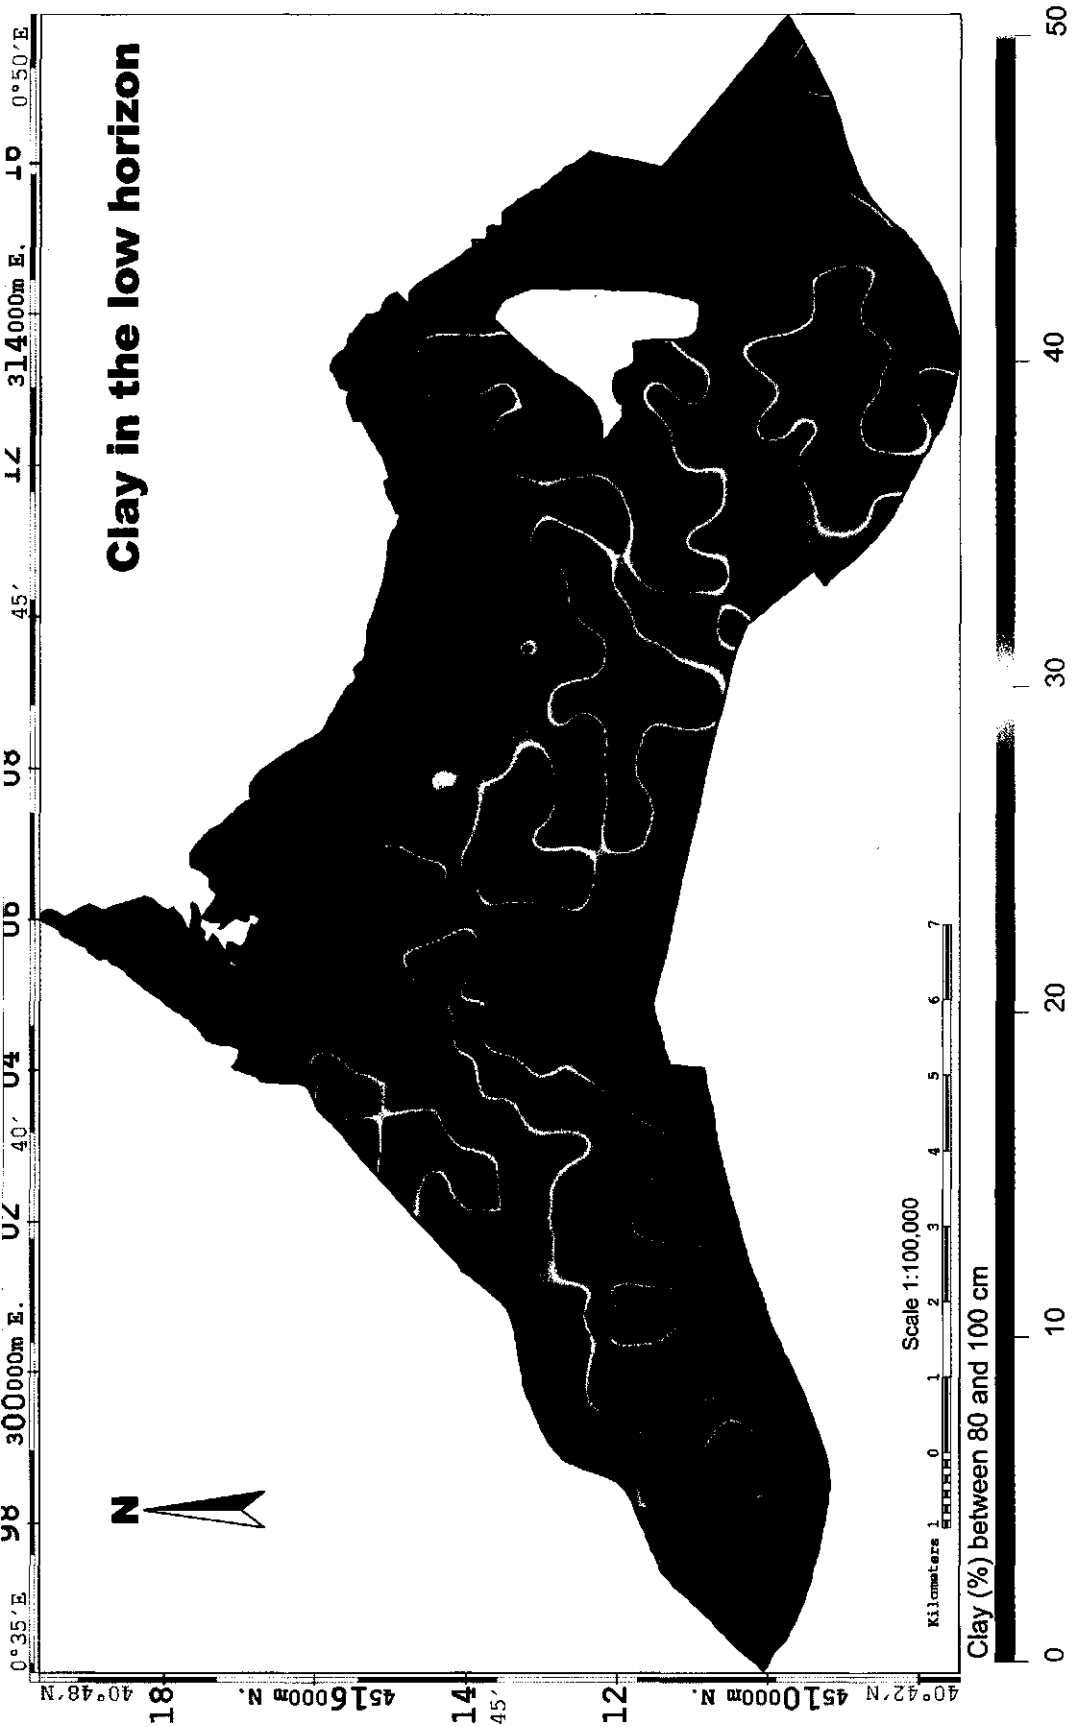 Clay in the low horizon
N
0°35′E
98
300000m E.
02
40′
04
06
08
45′
12
314000m E.
16
0°50′E
40°48′N
18
4516000m N.
14
45′
12
4510000m N.
40°42′N
Scale 1:100,000
Kilometers 1 0 1 2 3 4 5 6 7
Clay (%) between 80 and 100 cm
0 10 20 30 40 50